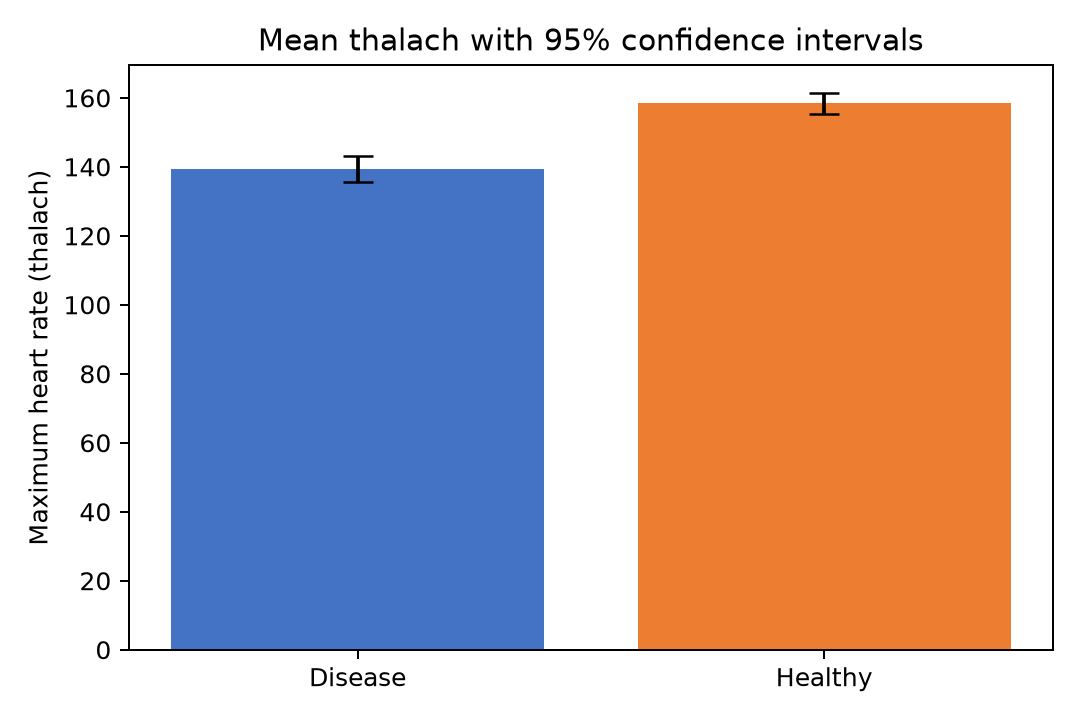 Mean thalach with 95% confidence intervals
Maximum heart rate (thalach)
160
140
120
100
80
60
40
20
0
Disease
Healthy